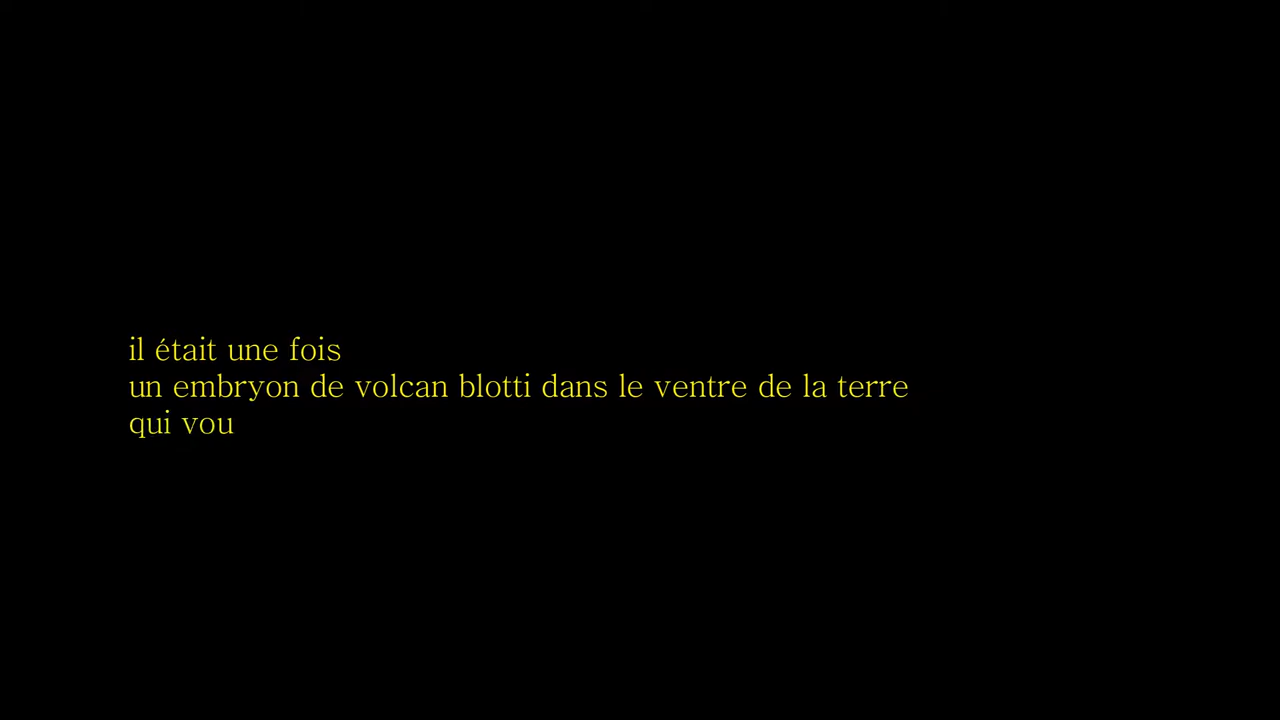 il était une fois
un embryon de volcan blotti dans le ventre de la terre
qui vou